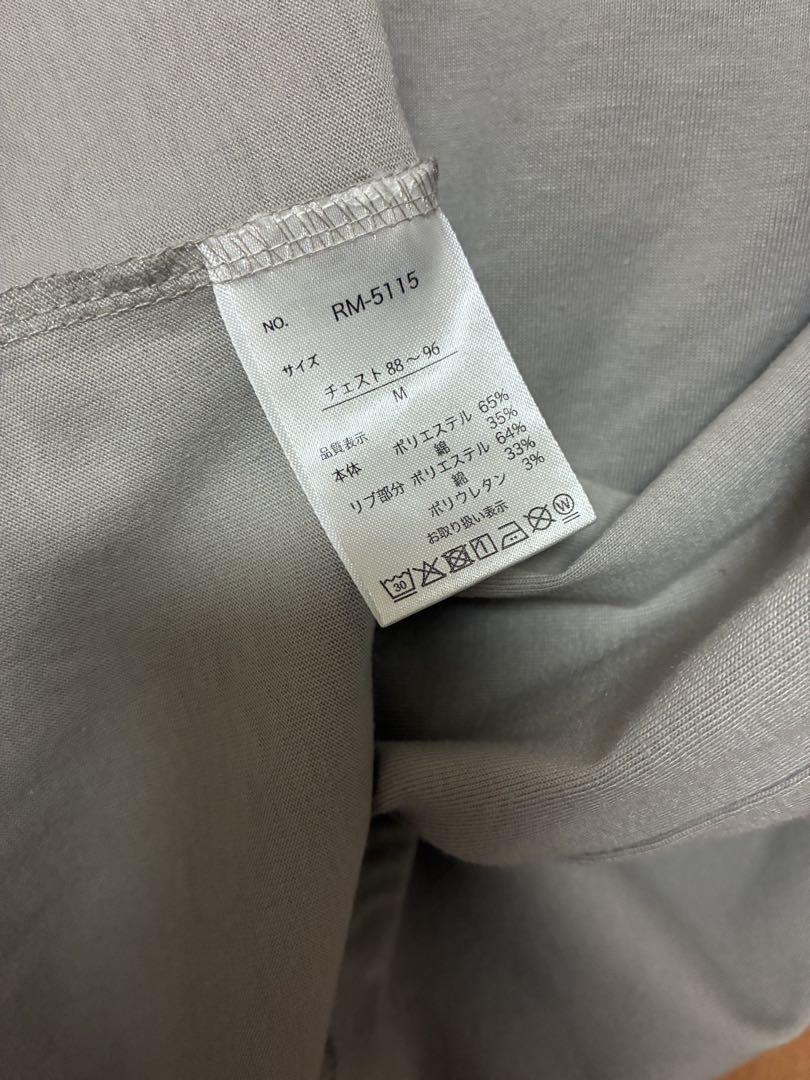 NO. RM-5115
サイズ チェスト 88～96
M
品質表示
本体 ポリエステル 65%
綿 35%
リブ部分 ポリエステル 64%
綿 33%
ポリウレタン 3%
お取り扱い表示
30 W